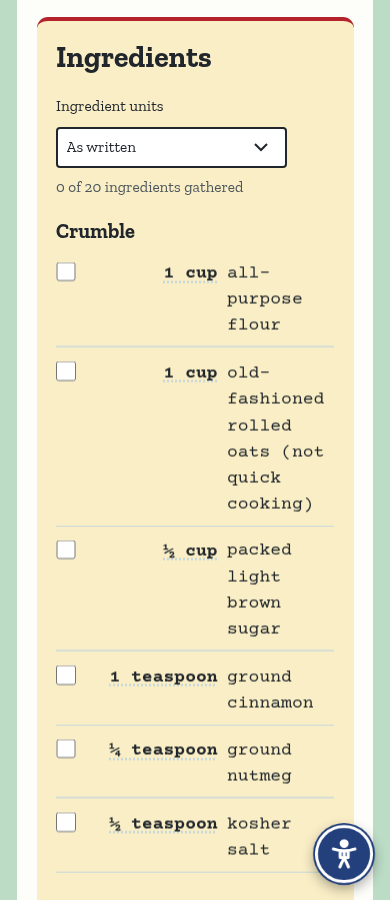 Ingredients
Ingredient units
As written
0 of 20 ingredients gathered
Crumble
1 cup all-
purpose
flour
1 cup old-
fashioned
rolled
oats (not
quick
cooking)
½ cup packed
light
brown
sugar
1 teaspoon ground
cinnamon
¼ teaspoon ground
nutmeg
½ teaspoon kosher
salt